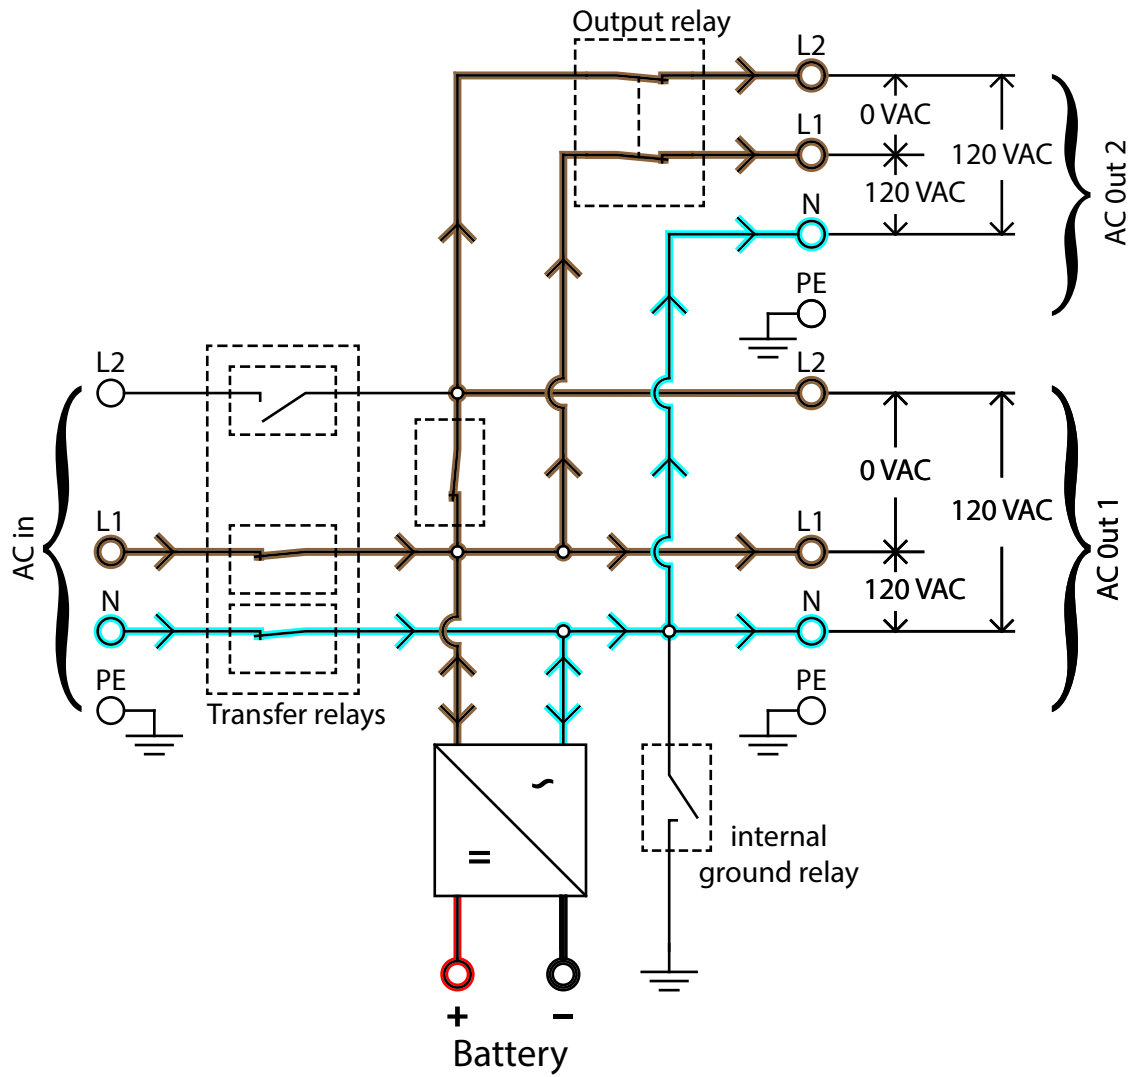 Output relay
L2
0 VAC
L1
120 VAC
120 VAC
N
AC 0ut 2
PE
L2
L2
0 VAC
120 VAC
L1
L1
AC in
AC 0ut 1
120 VAC
N
N
PE
PE
Transfer relays
~
=
internal
ground relay
+ −
Battery